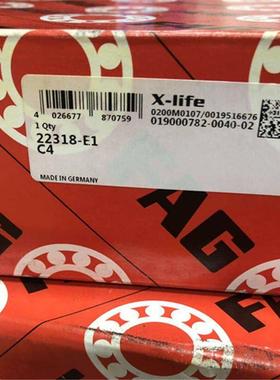 X-life
0200M0107/0019516676
019000782-0040-02
4 026677 870759
1 Qty
22318-E1
C4
MADE IN GERMANY
FAG